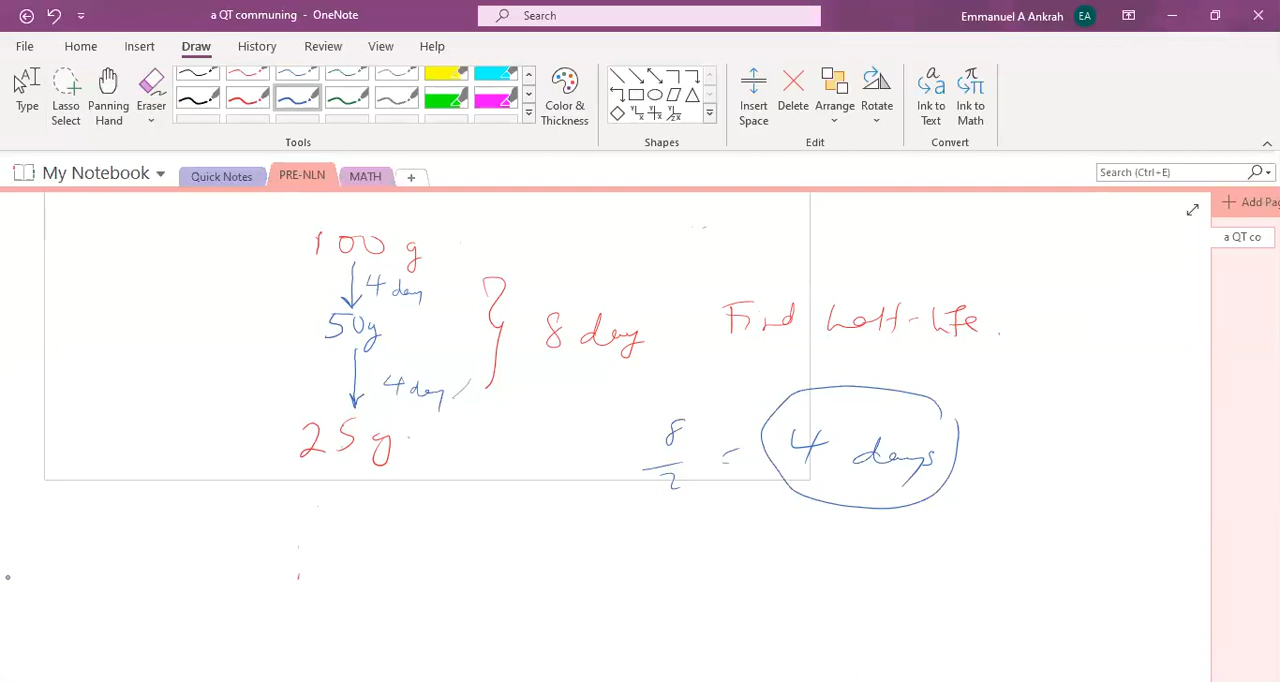 a QT communing - OneNote
Search
Emmanuel A Ankrah
EA
File Home Insert Draw History Review View Help
Type
Lasso Select
Panning Hand
Eraser
Color & Thickness
Insert Space
Delete
Arrange
Rotate
Ink to Text
Ink to Math
Tools
Shapes
Edit
Convert
My Notebook
Quick Notes
PRE-NLN
MATH
Search (Ctrl+E)
Add Pag
a QT co
100 g
4 day
50g
8 day
Find half-life.
4 day
25g
8/2 = 4 days